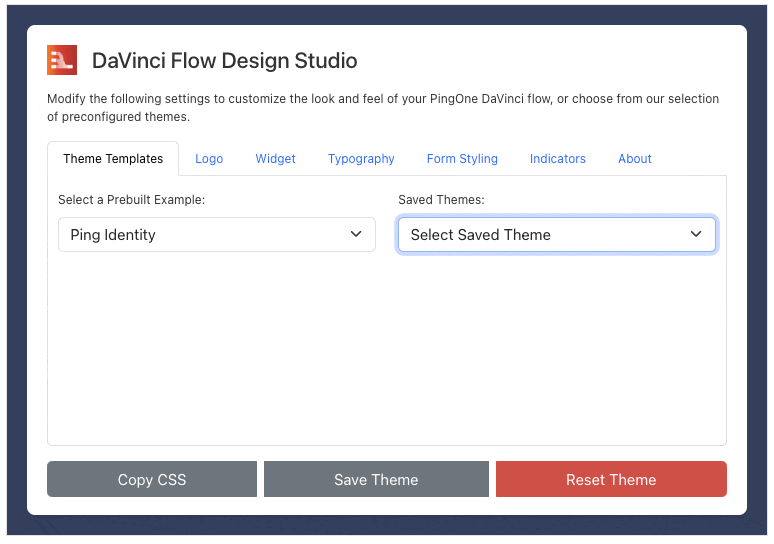 DaVinci Flow Design Studio
Modify the following settings to customize the look and feel of your PingOne DaVinci flow, or choose from our selection
of preconfigured themes.
Theme Templates Logo Widget Typography Form Styling Indicators About
Select a Prebuilt Example: Saved Themes:
Ping Identity Select Saved Theme
Copy CSS Save Theme Reset Theme